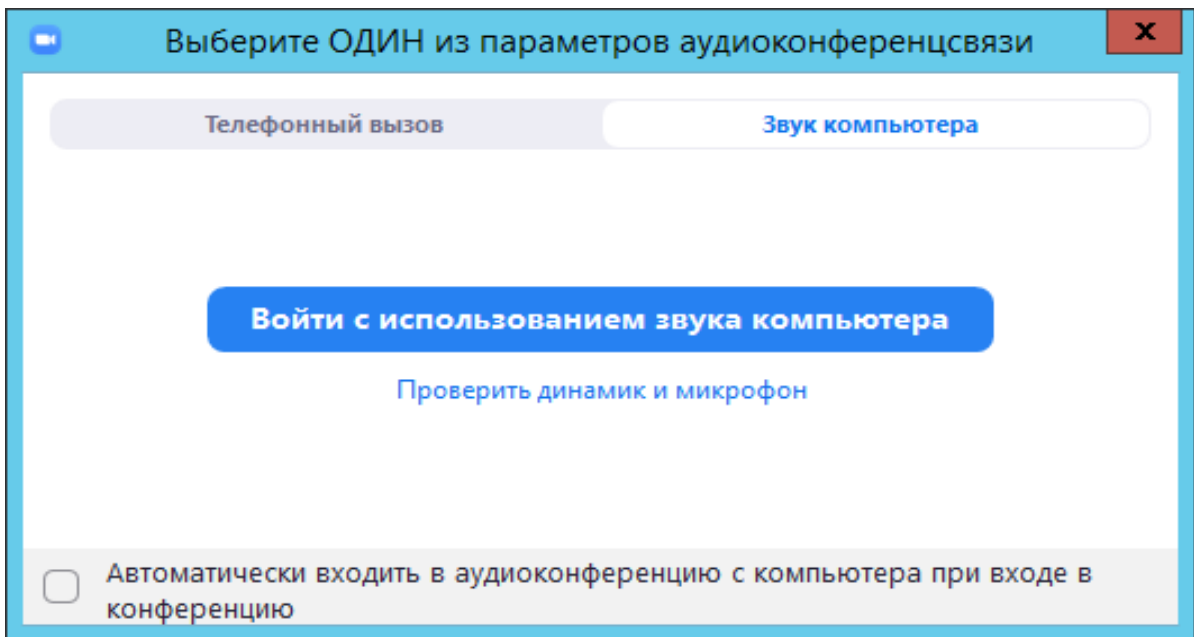 Выберите ОДИН из параметров аудиоконференцсвязи
Телефонный вызов
Звук компьютера
Войти с использованием звука компьютера
Проверить динамик и микрофон
Автоматически входить в аудиоконференцию с компьютера при входе в
конференцию